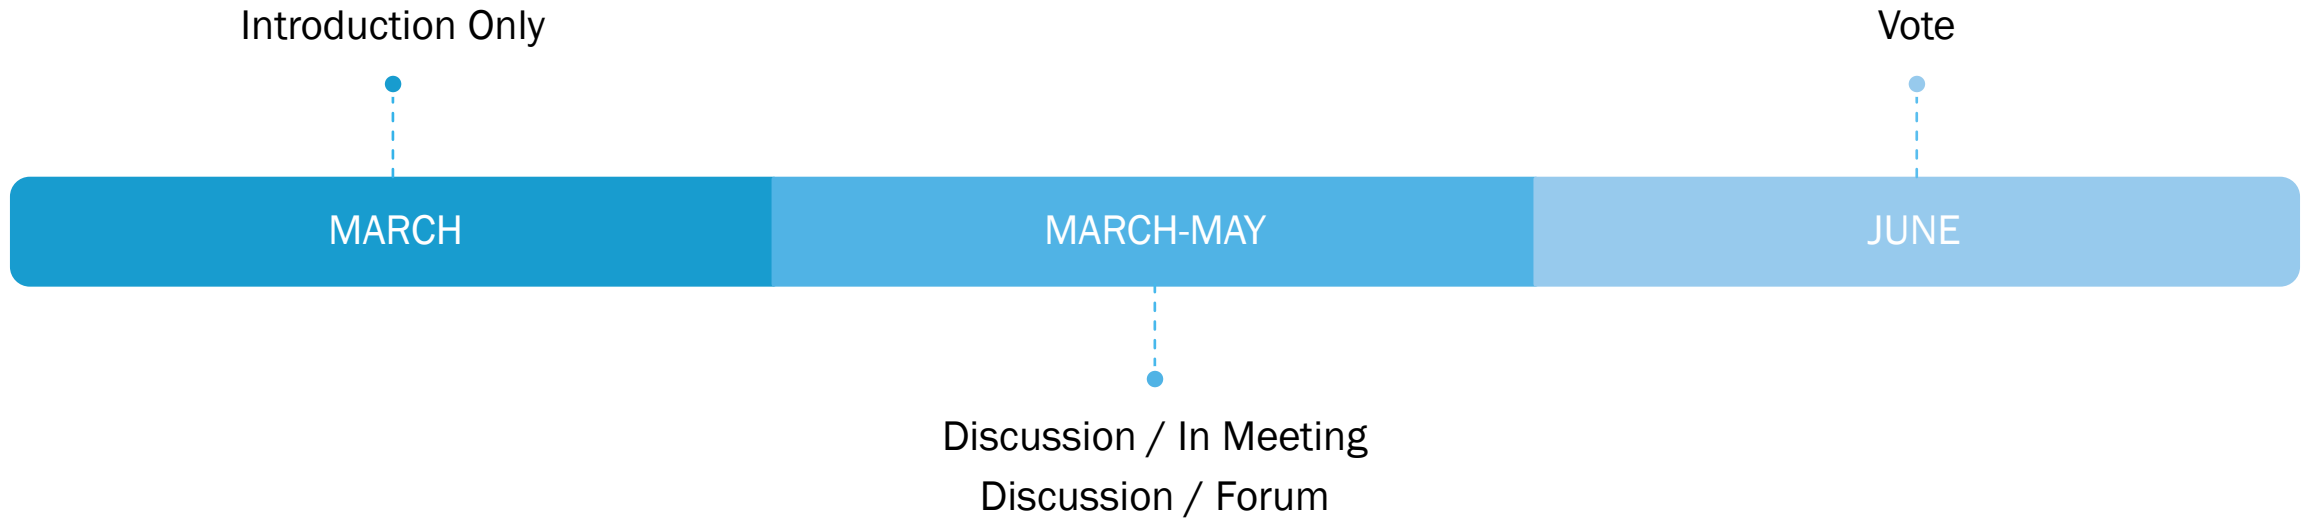 Introduction Only
Vote
MARCH
MARCH-MAY
JUNE
Discussion / In Meeting
Discussion / Forum